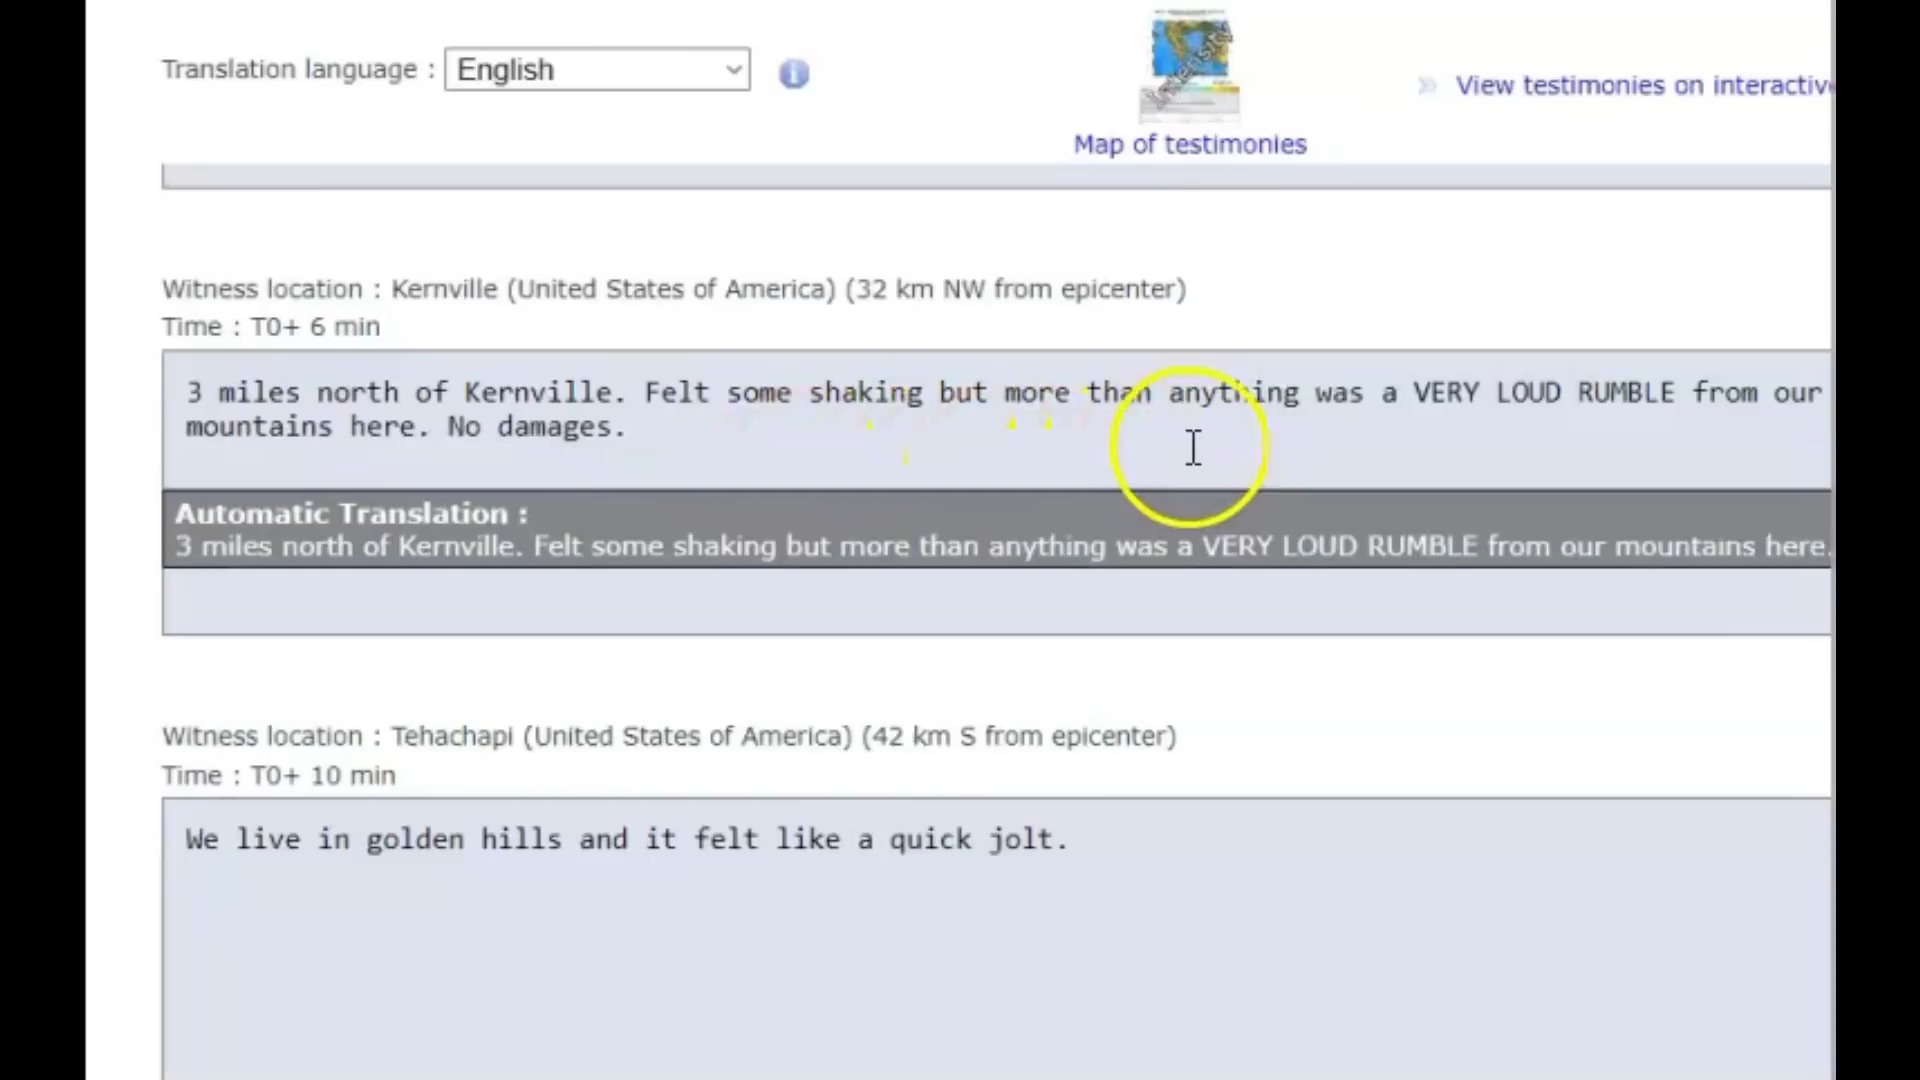 Translation language : English
Intensity
View testimonies on interactive
Map of testimonies
Witness location : Kernville (United States of America) (32 km NW from epicenter)
Time : T0+ 6 min
3 miles north of Kernville. Felt some shaking but more than anything was a VERY LOUD RUMBLE from our
mountains here. No damages.
Automatic Translation :
3 miles north of Kernville. Felt some shaking but more than anything was a VERY LOUD RUMBLE from our mountains here.
Witness location : Tehachapi (United States of America) (42 km S from epicenter)
Time : T0+ 10 min
We live in golden hills and it felt like a quick jolt.